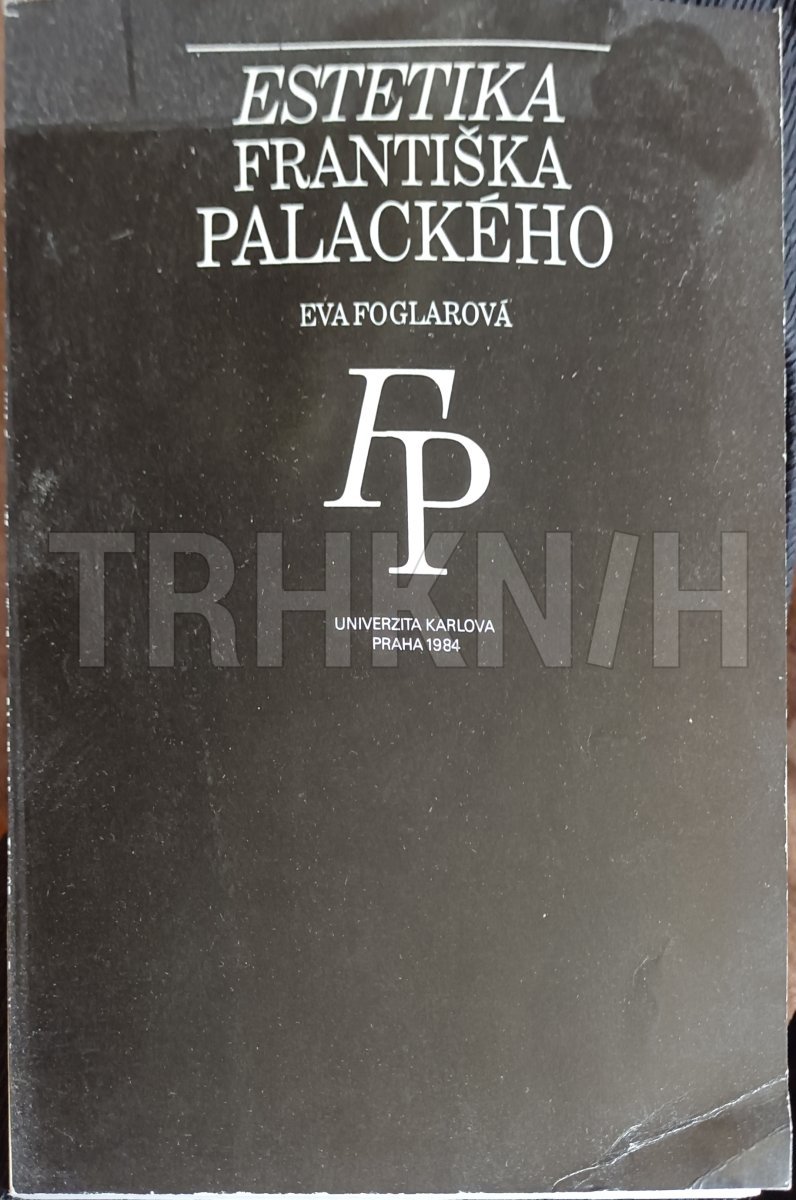 ESTETIKA
FRANTIŠKA
PALACKÉHO
EVA FOGLAROVÁ
FP
TRHKNIH
UNIVERZITA KARLOVA
PRAHA 1984